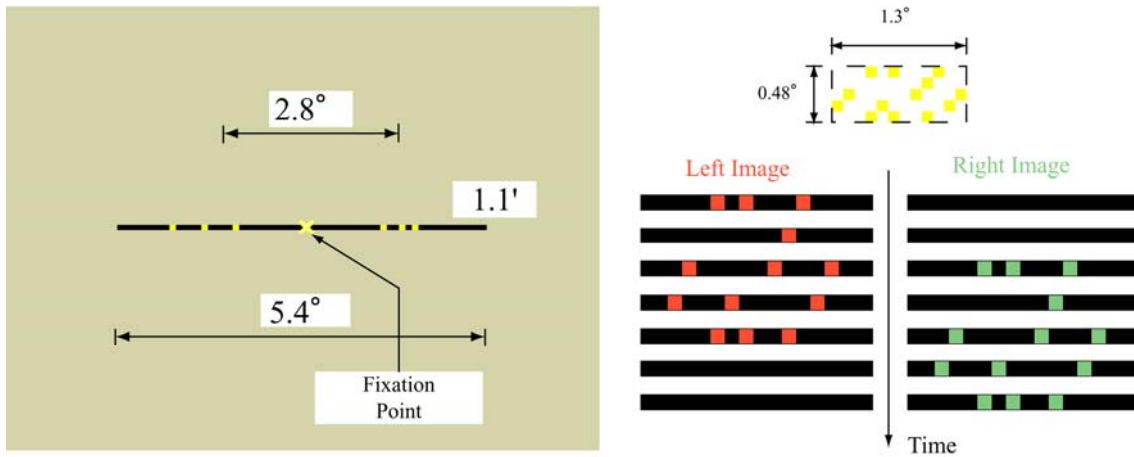 2.8°
1.1'
5.4°
Fixation
Point
1.3°
0.48°
Left Image
Right Image
Time